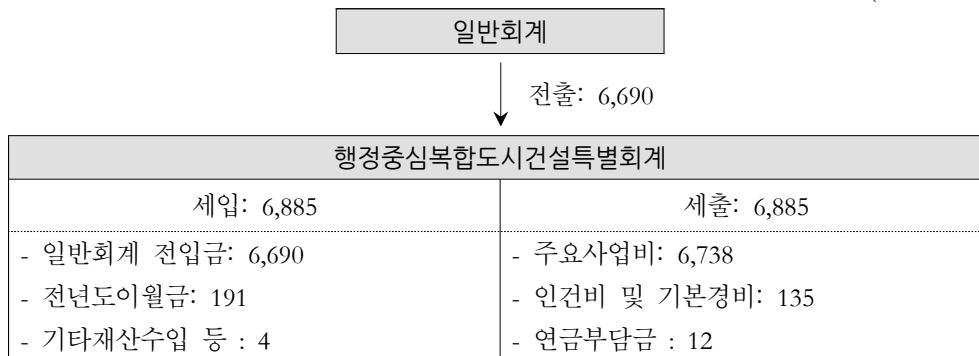 일반회계
전출: 6,690
행정중심복합도시건설특별회계
세입: 6,885
세출: 6,885
- 일반회계 전입금: 6,690
- 주요사업비: 6,738
- 전년도이월금: 191
- 인건비 및 기본경비: 135
- 기타재산수입 등 : 4
- 연금부담금 : 12